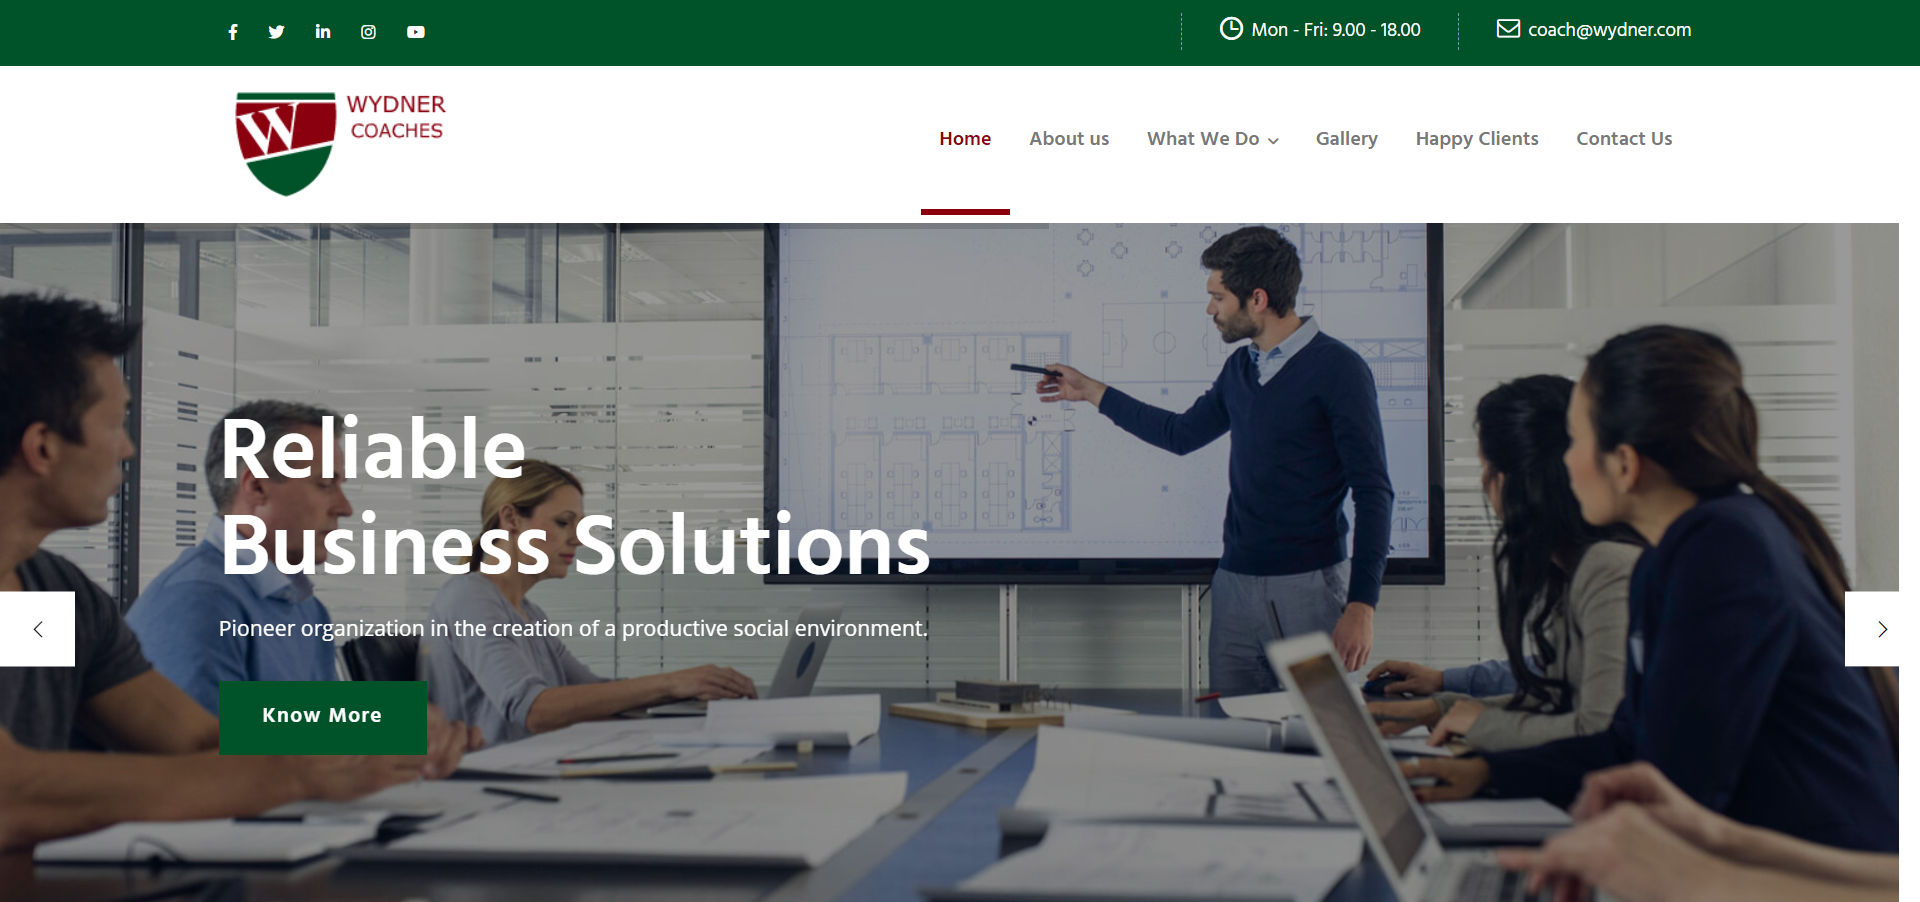 Mon - Fri: 9.00 - 18.00
coach@wydner.com
W
WYDNER
COACHES
Home
About us
What We Do
Gallery
Happy Clients
Contact Us
Reliable
Business Solutions
Pioneer organization in the creation of a productive social environment.
Know More